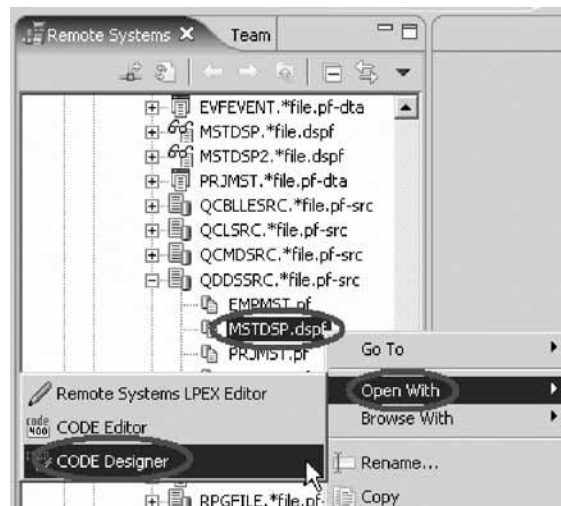 Remote Systems Team
EVFEVENT.*file.pf-dta
MSTDSP.*file.dspf
MSTDSP2.*file.dspf
PRJMST.*file.pf-dta
QCBLLESRC.*file.pf-src
QCLSRC.*file.pf-src
QCMDSRC.*file.pf-src
QDDSSRC.*file.pf-src
EMPMST.pf
MSTDSP.dspf
PRJMST.pf
Go To
Open With
Browse With
Rename...
Copy
Remote Systems LPEX Editor
code 400 CODE Editor
CODE Designer
RPGFILE.*file.pf-